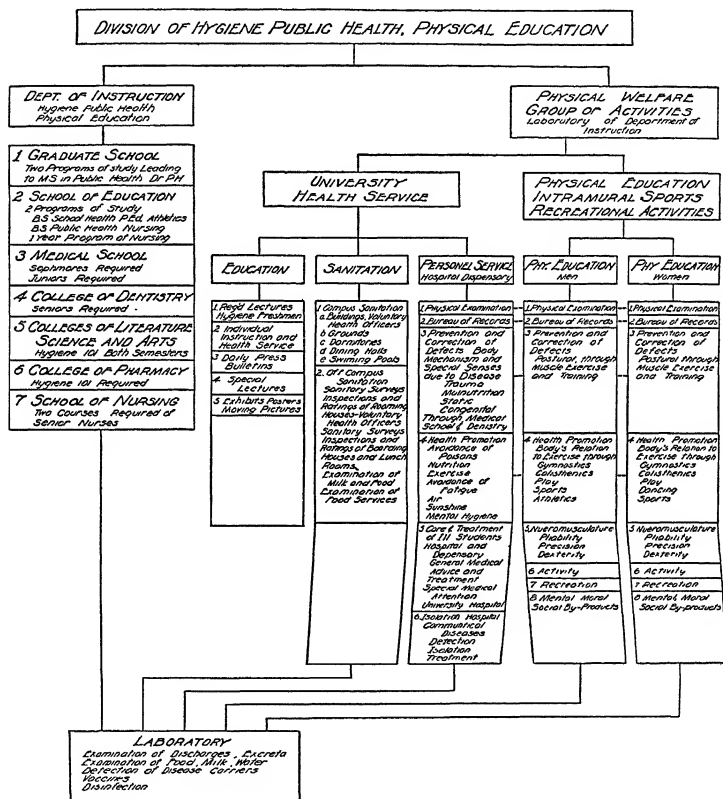 DIVISION OF HYGIENE PUBLIC HEALTH, PHYSICAL EDUCATION
DEPT. OF INSTRUCTION
Hygiene Public Health
Physical Education
1 GRADUATE SCHOOL
Two Programs of study Leading
to MS in Public Health Dr PH
2 SCHOOL OF EDUCATION
2 Programs of Study
BS School Health P.Ed. Athletics
BS Public Health Nursing
1 Year Program of Nursing
3 MEDICAL SCHOOL
Sophmores Required
Juniors Required
4 COLLEGE OF DENTISTRY
Seniors Required .
5 COLLEGES OF LITERATURE
SCIENCE AND ARTS
Hygiene 101 Both Semesters
6 COLLEGE OF PHARMACY
Hygiene 101 Required
7 SCHOOL OF NURSING
Two Courses Required of
Senior Nurses
PHYSICAL WELFARE
GROUP OF ACTIVITIES
Laboratory of Department of
Instruction
UNIVERSITY
HEALTH SERVICE
PHYSICAL EDUCATION
INTRAMURAL SPORTS
RECREATIONAL ACTIVITIES
EDUCATION
1 Req'd Lectures
Hygiene Freshmen
2 Individual
Instruction and
Health Service
3 Daily Press
Bulletins
4 Special
Lectures
5 Exhibits Posters
Moving Pictures
SANITATION
1 Campus Sanitation
a Buildings, Voluntary
Health Officers
b Grounds
c Dormitories
d Dining Halls
e Swiming Pools
2. Off Campus
Sanitation
Sanitary Surveys
Inspections and
Ratings of Rooming
Houses-Voluntary
Health Officers
Sanitary Surveys
Inspections and
Ratings of Boarding
Houses and Lunch
Rooms,
Examination of
Milk and Food
Examination of
Food Services
PERSONEL SERVICE
Hospital Dispensory
1 Physical Examination
2 Bureau of Records
3 Prevention and
Correction of
Defects Body
Mechanism and
Special Senses
due to Disease
Trauma
Malnutrition
Static
Congenital
Through Medical
School & Denistry
4 Health Promotion
Avoidance of
Poisons
Nutrition
Exercise
Avoidance of
Fatigue
Air
Sunshine
Mental Hygiene
5 Care & Treatment
of Ill Students
Hospital and
Depensary
General Medical
Advice and
Treatment
Special Medical
Attention
University Hospital
6 Isolation Hospital
Communtical
Diseases
Detection
Isolation
Treatment
PHY. EDUCATION
Men
1 Physical Examination
2 Bureau of Records
3 Prevention and
Correction of
Defects
Postural, through
Muscle Exercise
and Training
4 Health Promotion
Body's Relation
to Exercise through
Gymnastics
Calisthenics
Play
Sports
Athletics
5 Nueromusculature
Pliability
Precision
Dexterity
6 Activity
7 Recreation
8 Mental Moral
Social By-Products
PHY EDUCATION
Women
1 Physical Examination
2 Bureau of Records
3 Prevention and
Correction of
Defects
Postural through
Muscle Exercise
and Training
4 Health Promotion
Body's Relation to
Exercise through
Gymnastics
Calisthenics
Play
Dancing
Sports
5 Nueromusculature
Pliability
Precision
Dexterity
6 Activity
7 Recreation
8 Mental, Moral
Social By-products
LABORATORY
Examination of Discharges, Excreta
Examination of Food, Milk, Water
Detection of Disease Carriers
Vaccines
Disinfection